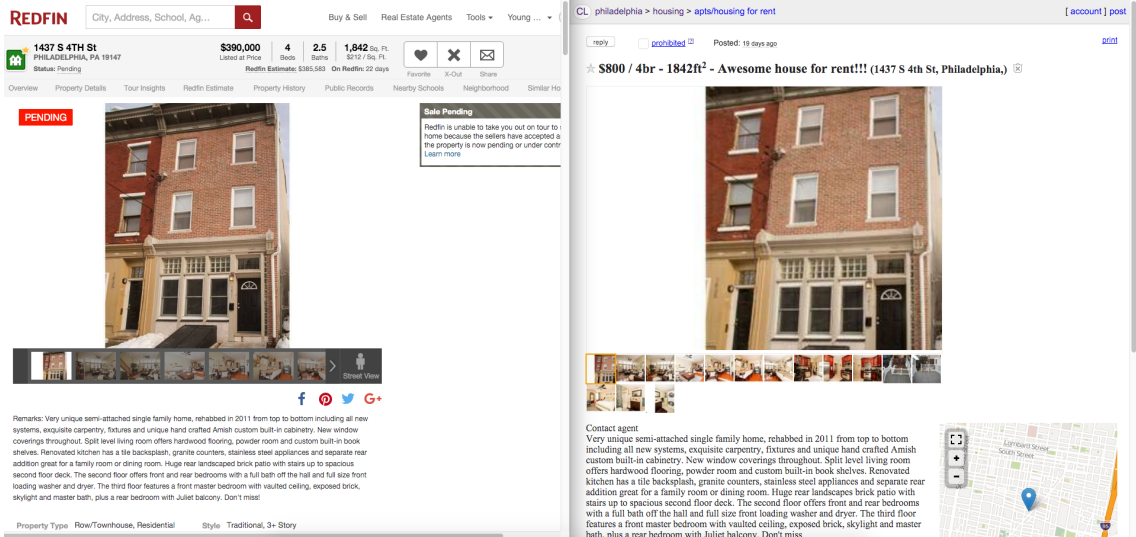 REDFIN
City, Address, School, Ag...
Buy & Sell Real Estate Agents Tools Young ...
1437 S 4TH St
PHILADELPHIA, PA 19147
Status: Pending
$390,000
Listed at Price
4
Beds
2.5
Baths
1,842 Sq. Ft.
$212 / Sq. Ft.
Redfin Estimate: $385,583 On Redfin: 22 days
Favorite X-Out Share
Overview Property Details Tour Insights Redfin Estimate Property History Public Records Nearby Schools Neighborhood Similar Ho
PENDING
Sale Pending
Redfin is unable to take you out on tour to
home because the sellers have accepted a
the property is now pending or under contr
Learn more
Street View
G+
Remarks: Very unique semi-attached single family home, rehabbed in 2011 from top to bottom including all new
systems, exquisite carpentry, fixtures and unique hand crafted Amish custom built-in cabinetry. New window
coverings throughout. Split level living room offers hardwood flooring, powder room and custom built-in book
shelves. Renovated kitchen has a tile backsplash, granite counters, stainless steel appliances and separate rear
addition great for a family room or dining room. Huge rear landscaped brick patio with stairs up to spacious
second floor deck. The second floor offers front and rear bedrooms with a full bath off the hall and full size front
loading washer and dryer. The third floor features a front master bedroom with vaulted ceiling, exposed brick,
skylight and master bath, plus a rear bedroom with Juliet balcony. Don't miss!
Property Type Row/Townhouse, Residential Style Traditional, 3+ Story
CL philadelphia > housing > apts/housing for rent
[ account ] post
reply prohibited [?] Posted: 19 days ago
print
$800 / 4br - 1842ft2 - Awesome house for rent!!! (1437 S 4th St, Philadelphia,)
Contact agent
Very unique semi-attached single family home, rehabbed in 2011 from top to bottom
including all new systems, exquisite carpentry, fixtures and unique hand crafted Amish
custom built-in cabinetry. New window coverings throughout. Split level living room
offers hardwood flooring, powder room and custom built-in book shelves. Renovated
kitchen has a tile backsplash, granite counters, stainless steel appliances and separate rear
addition great for a family room or dining room. Huge rear landscapes brick patio with
stairs up to spacious second floor deck. The second floor offers front and rear bedrooms
with a full bath off the hall and full size front loading washer and dryer. The third floor
features a front master bedroom with vaulted ceiling, exposed brick, skylight and master
bath, plus a rear bedroom with Juliet balcony. Don't miss
+
-
Lombard Street
South Street